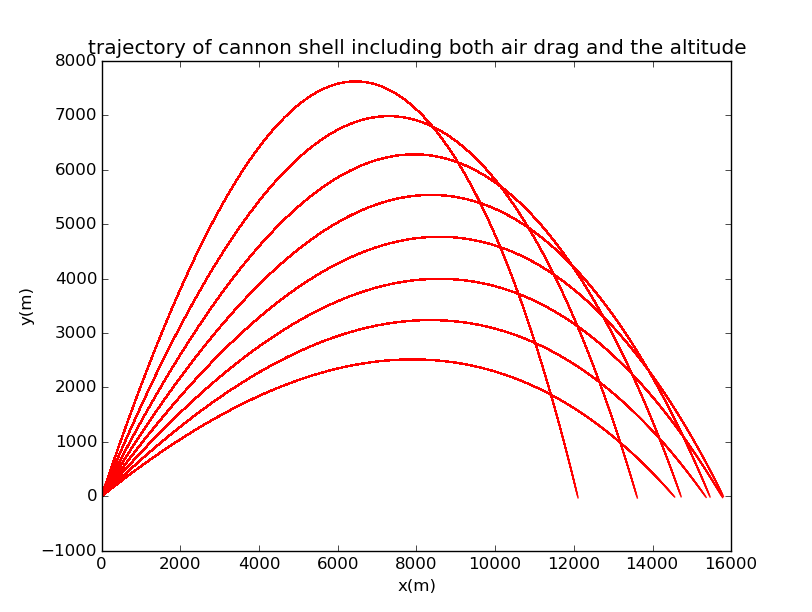 trajectory of cannon shell including both air drag and the altitude
8000
7000
6000
5000
4000
3000
2000
1000
0
−1000
y(m)
0 2000 4000 6000 8000 10000 12000 14000 16000
x(m)